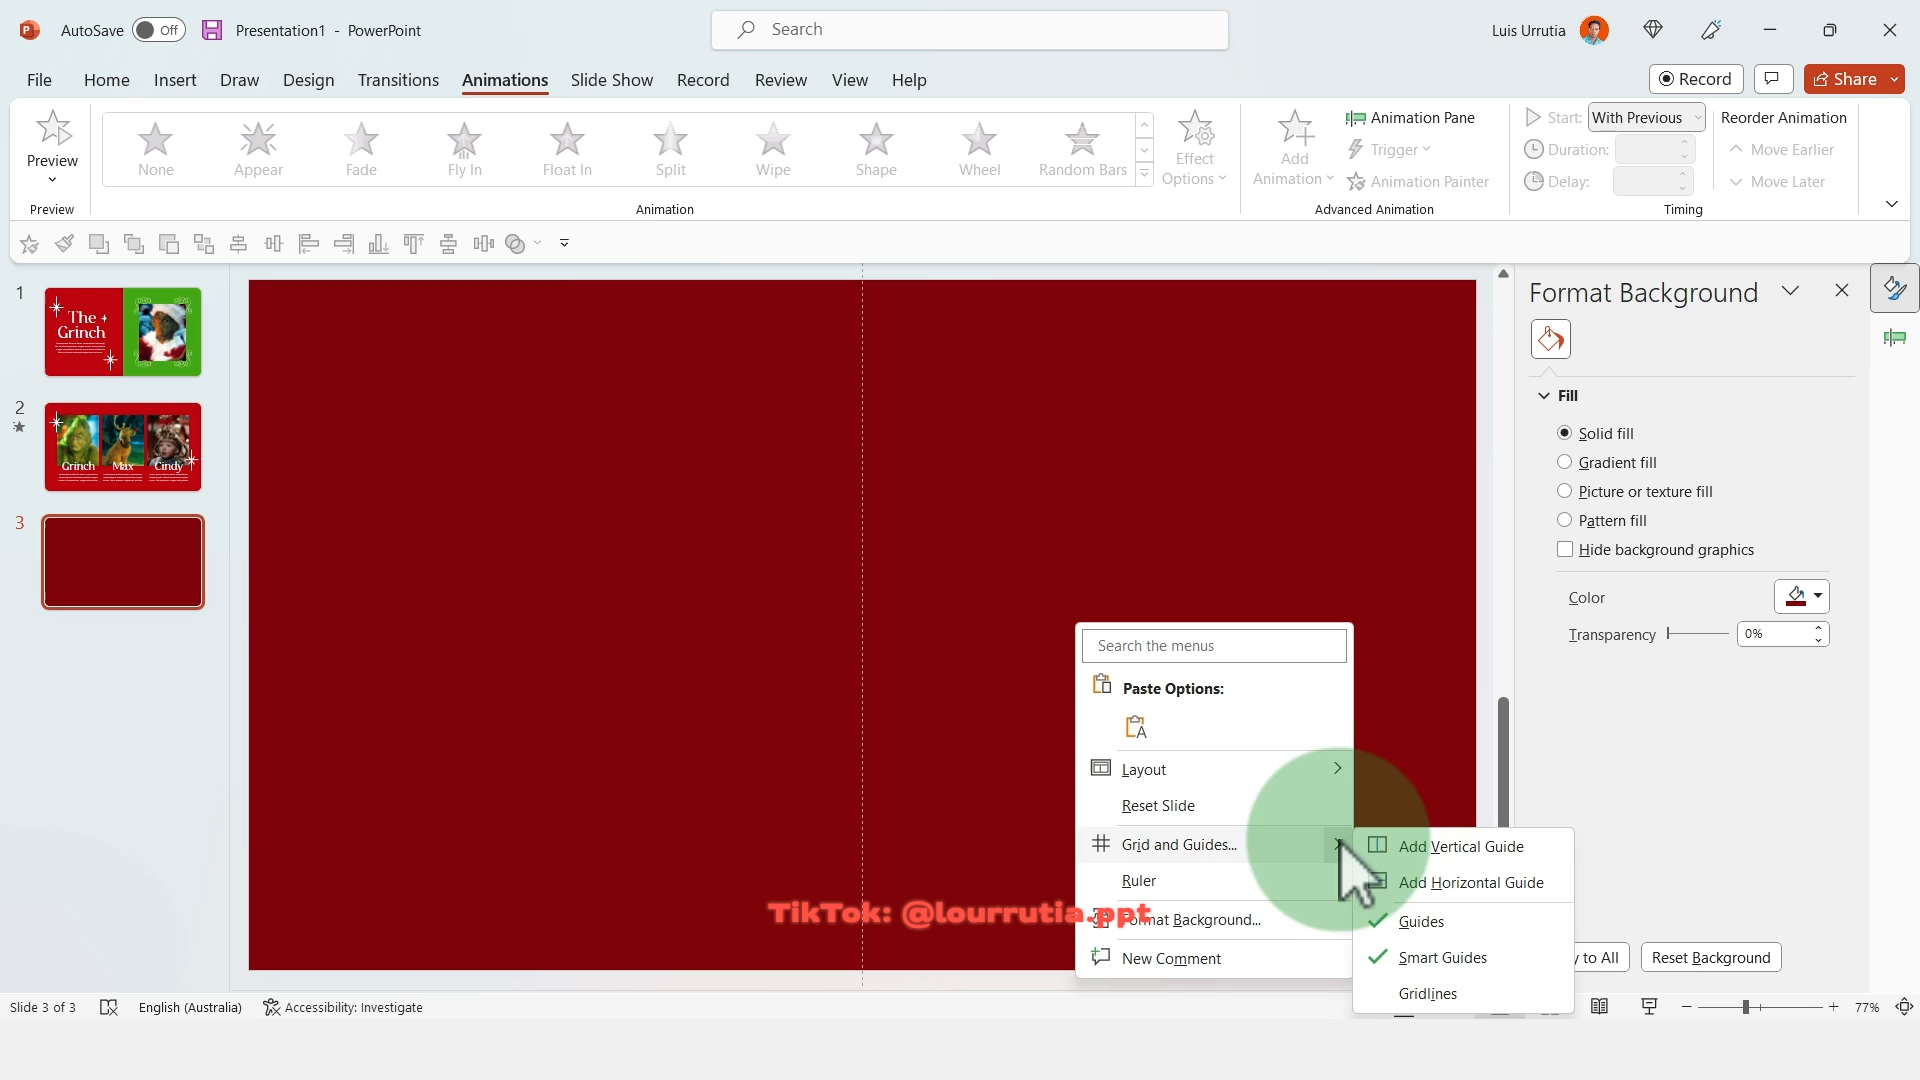 AutoSave Off Presentation1 - PowerPoint Search Luis Urrutia
File Home Insert Draw Design Transitions Animations Slide Show Record Review View Help Record Share
Preview
Preview
None Appear Fade Fly In Float In Split Wipe Shape Wheel Random Bars
Animation
Effect
Options
Add
Animation
Animation Pane
Trigger
Animation Painter
Advanced Animation
Start: With Previous
Duration:
Delay:
Timing
Reorder Animation
Move Earlier
Move Later
1
The
Grinch
2
Grinch Max Cindy
3
Search the menus
Paste Options:
Layout
Reset Slide
Grid and Guides...
Ruler
Format Background...
New Comment
Add Vertical Guide
Add Horizontal Guide
Guides
Smart Guides
Gridlines
TikTok: @lourrutia.ppt
Format Background
Fill
Solid fill
Gradient fill
Picture or texture fill
Pattern fill
Hide background graphics
Color
Transparency 0%
y to All Reset Background
Slide 3 of 3 English (Australia) Accessibility: Investigate 77%